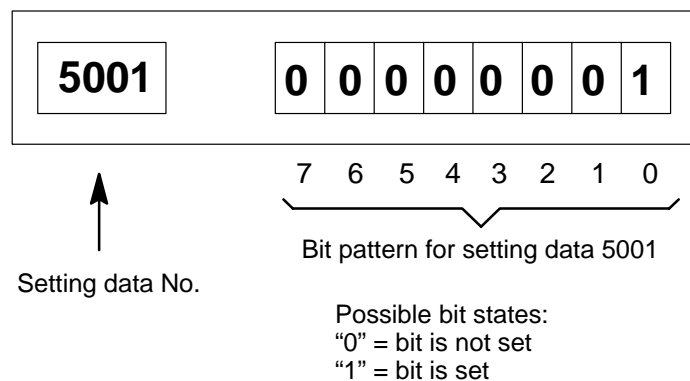 5001 0 0 0 0 0 0 0 1
7 6 5 4 3 2 1 0
Bit pattern for setting data 5001
Setting data No.
Possible bit states:
“0” = bit is not set
“1” = bit is set